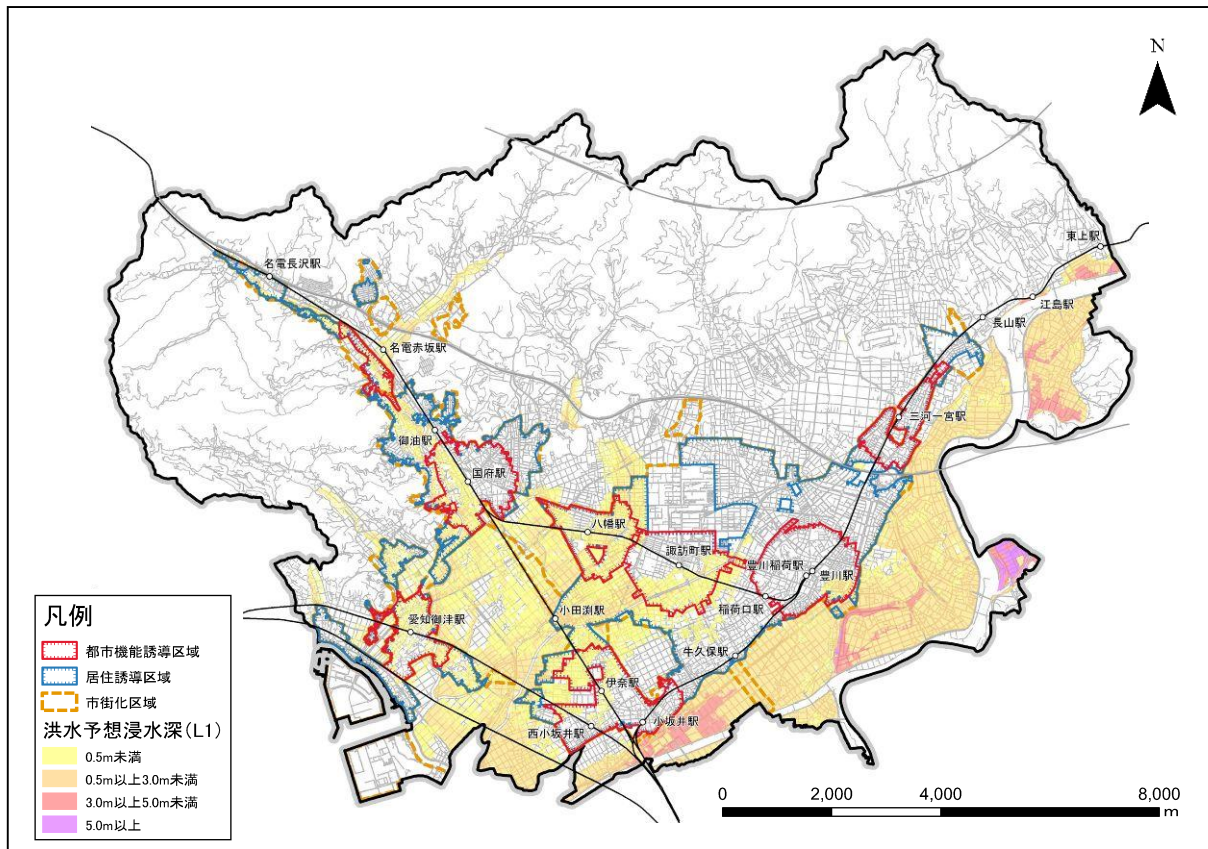 N
東上駅
江島駅
長山駅
名電長沢駅
名電赤坂駅
三河一宮駅
御油駅
国府駅
八幡駅
諏訪町駅
豊川稲荷駅
豊川駅
稲荷口駅
小田渕駅
愛知御津駅
牛久保駅
伊奈駅
小坂井駅
西小坂井駅
凡例
都市機能誘導区域
居住誘導区域
市街化区域
洪水予想浸水深(L1)
0.5m未満
0.5m以上3.0m未満
3.0m以上5.0m未満
5.0m以上
0 2,000 4,000 8,000
m